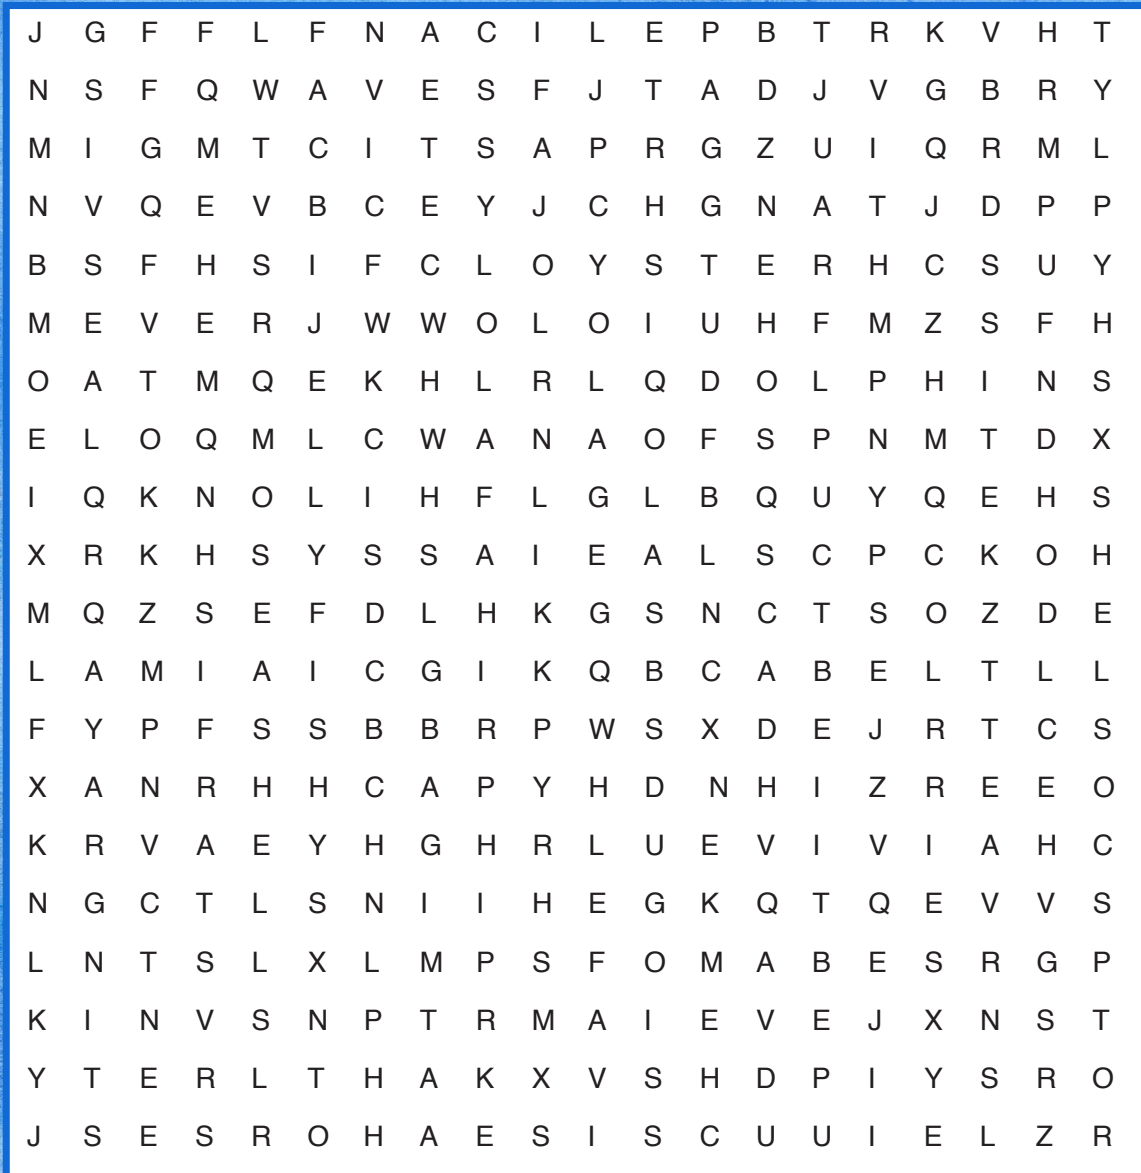 J G F F L F N A C I L E P B T R K V H T
N S F Q W A V E S F J T A D J V G B R Y
M I G M T C I T S A P R G Z U I Q R M L
N V Q E V B C E Y J C H G N A T J D P P
B S F H S I F C L O Y S T E R H C S U Y
M E V E R J W W O L O I U H F M Z S F H
O A T M Q E K H L R L Q D O L P H I N S
E L O Q M L C W A N A O F S P N M T D X
I Q K N O L I H F L G L B Q U Y Q E H S
X R K H S Y S S A I E A L S C P C K O H
M Q Z S E F D L H K G S N C T S O Z D E
L A M I A I C G I K Q B C A B E L T L L
F Y P F S S B B R P W S X D E J R T C S
X A N R H H C A P Y H D N H I Z R E E O
K R V A E Y H G H R L U E V I V I A H C
N G C T L S N I I H E G K Q T Q E V V S
L N T S L X L M P S F O M A B E S R G P
K I N V S N P T R M A I E V E J X N S T
Y T E R L T H A K X V S H D P I Y S R O
J S E S R O H A E S I S C U U I E L Z R